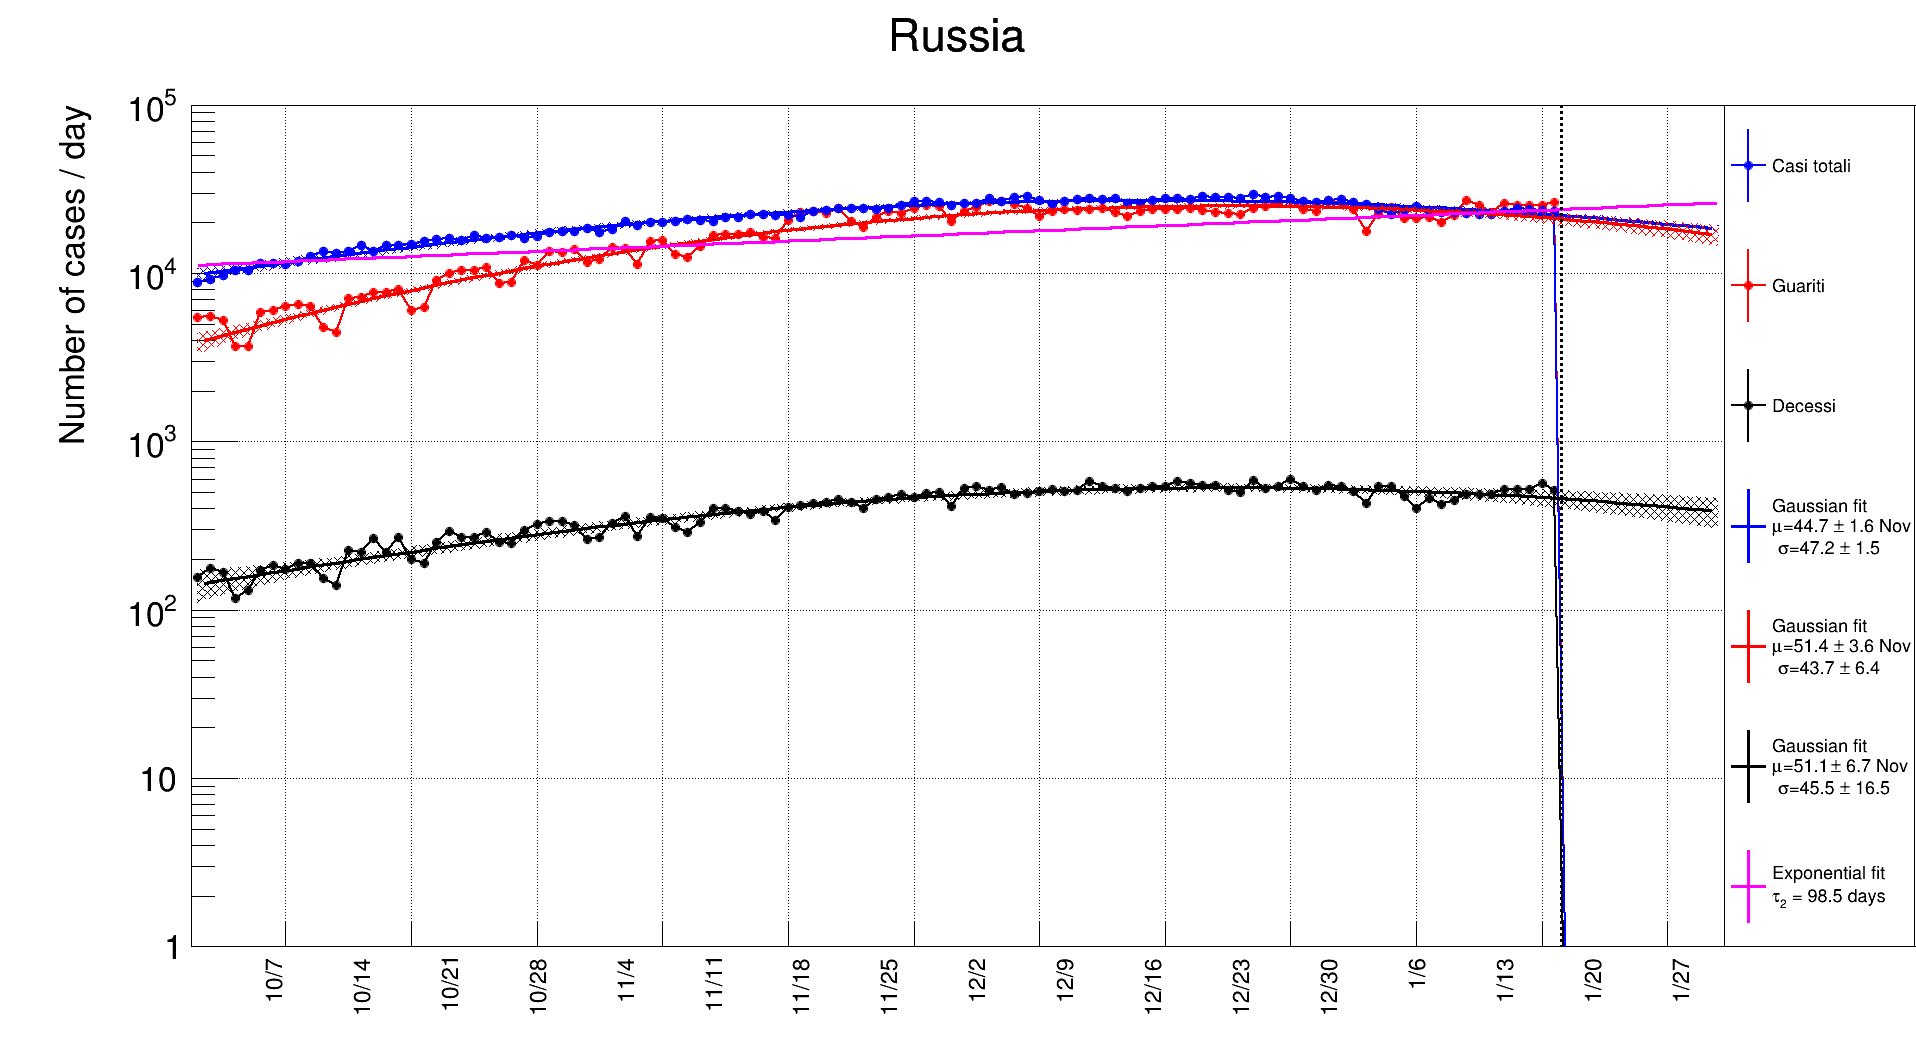 Russia
Number of cases / day
10^5
10^4
10^3
10^2
10
1
10/7
10/14
10/21
10/28
11/4
11/11
11/18
11/25
12/2
12/9
12/16
12/23
12/30
1/6
1/13
1/20
1/27
Casi totali
Guariti
Decessi
Gaussian fit
μ=44.7 ± 1.6 Nov
σ=47.2 ± 1.5
Gaussian fit
μ=51.4 ± 3.6 Nov
σ=43.7 ± 6.4
Gaussian fit
μ=51.1 ± 6.7 Nov
σ=45.5 ± 16.5
Exponential fit
τ₂ = 98.5 days